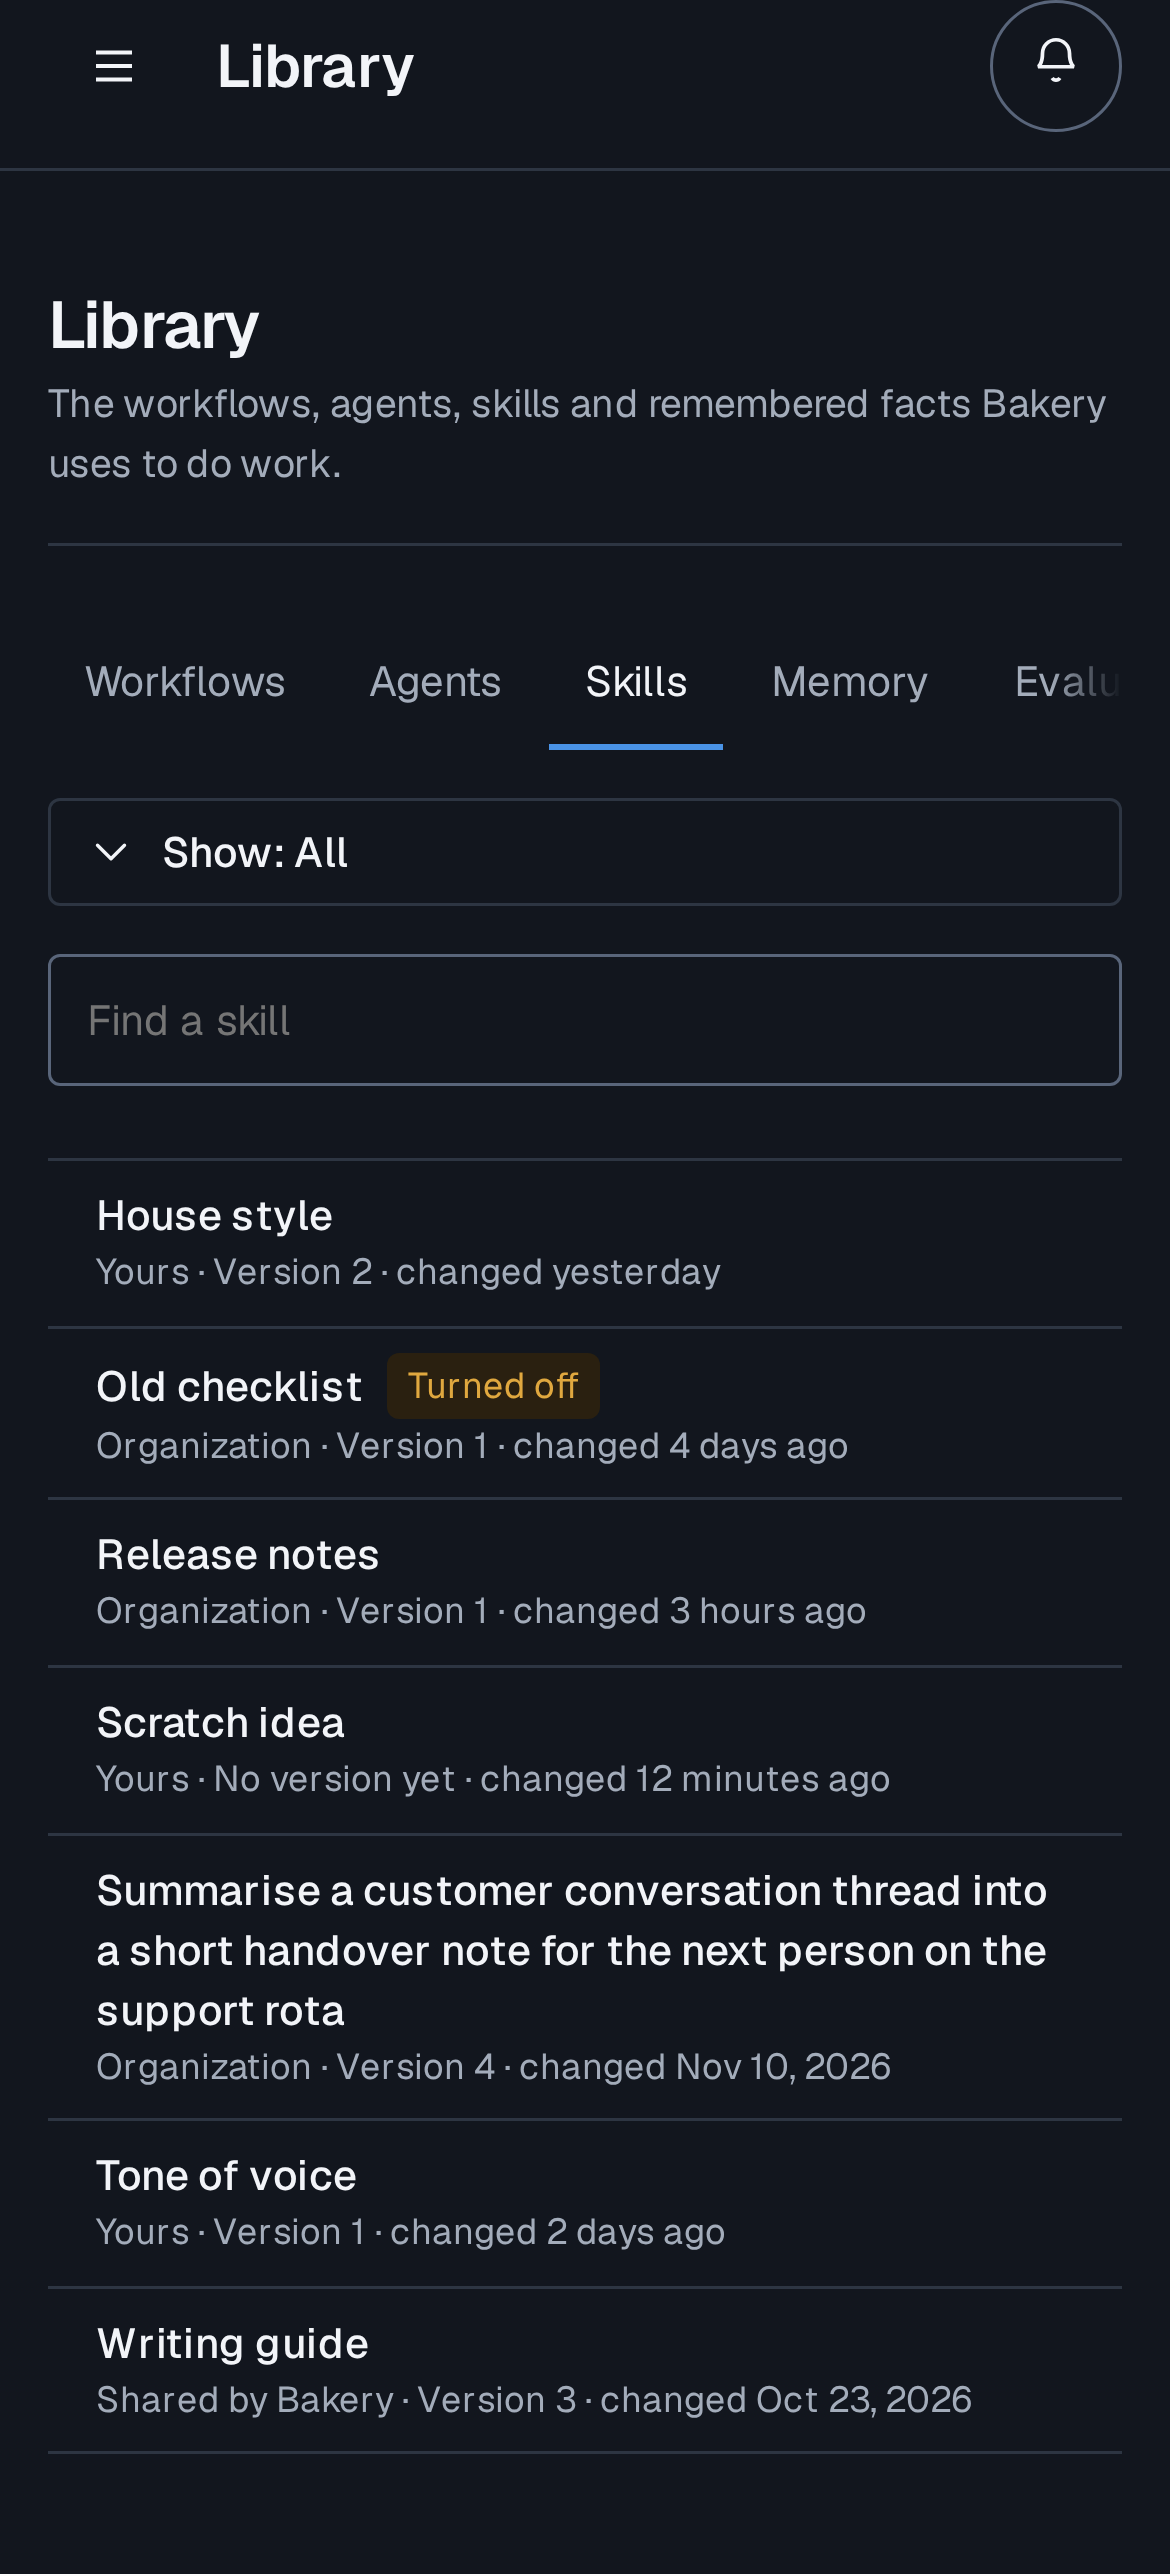 Library
Library
The workflows, agents, skills and remembered facts Bakery
uses to do work.
Workflows Agents Skills Memory Evalu
Show: All
Find a skill
House style
Yours · Version 2 · changed yesterday
Old checklist Turned off
Organization · Version 1 · changed 4 days ago
Release notes
Organization · Version 1 · changed 3 hours ago
Scratch idea
Yours · No version yet · changed 12 minutes ago
Summarise a customer conversation thread into
a short handover note for the next person on the
support rota
Organization · Version 4 · changed Nov 10, 2026
Tone of voice
Yours · Version 1 · changed 2 days ago
Writing guide
Shared by Bakery · Version 3 · changed Oct 23, 2026